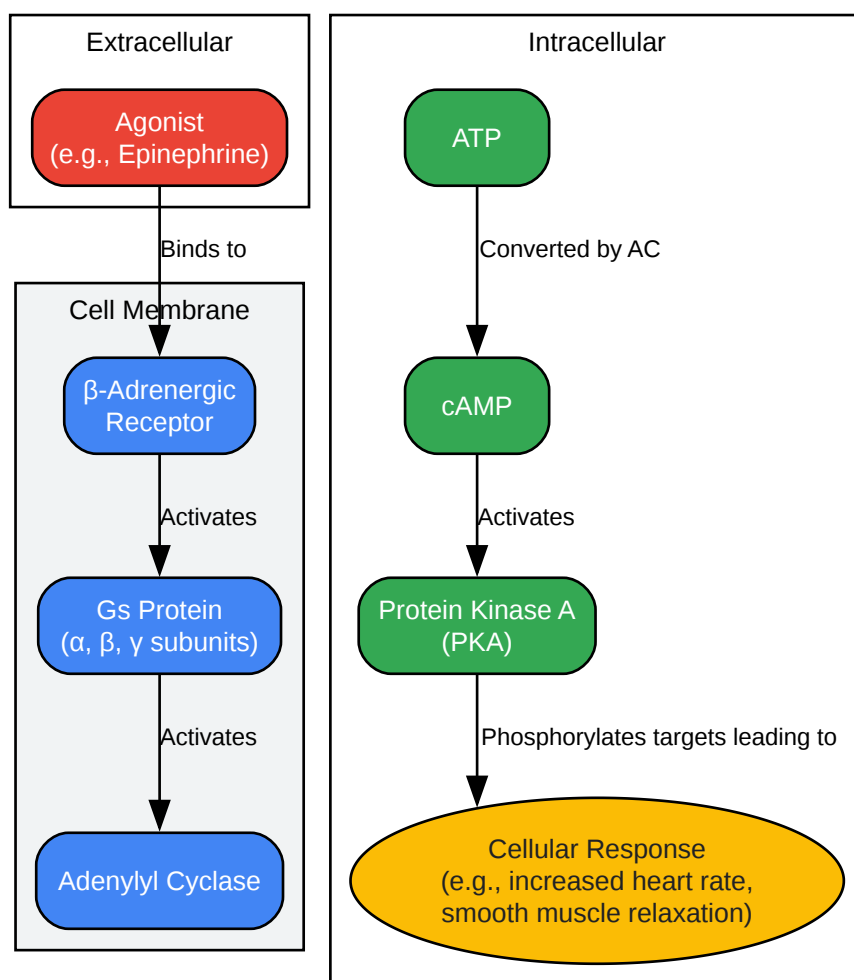 Extracellular
Agonist
(e.g., Epinephrine)
Binds to
Cell Membrane
β-Adrenergic
Receptor
Activates
Gs Protein
(α, β, γ subunits)
Activates
Adenylyl Cyclase
Intracellular
ATP
Converted by AC
cAMP
Activates
Protein Kinase A
(PKA)
Phosphorylates targets leading to
Cellular Response
(e.g., increased heart rate,
smooth muscle relaxation)